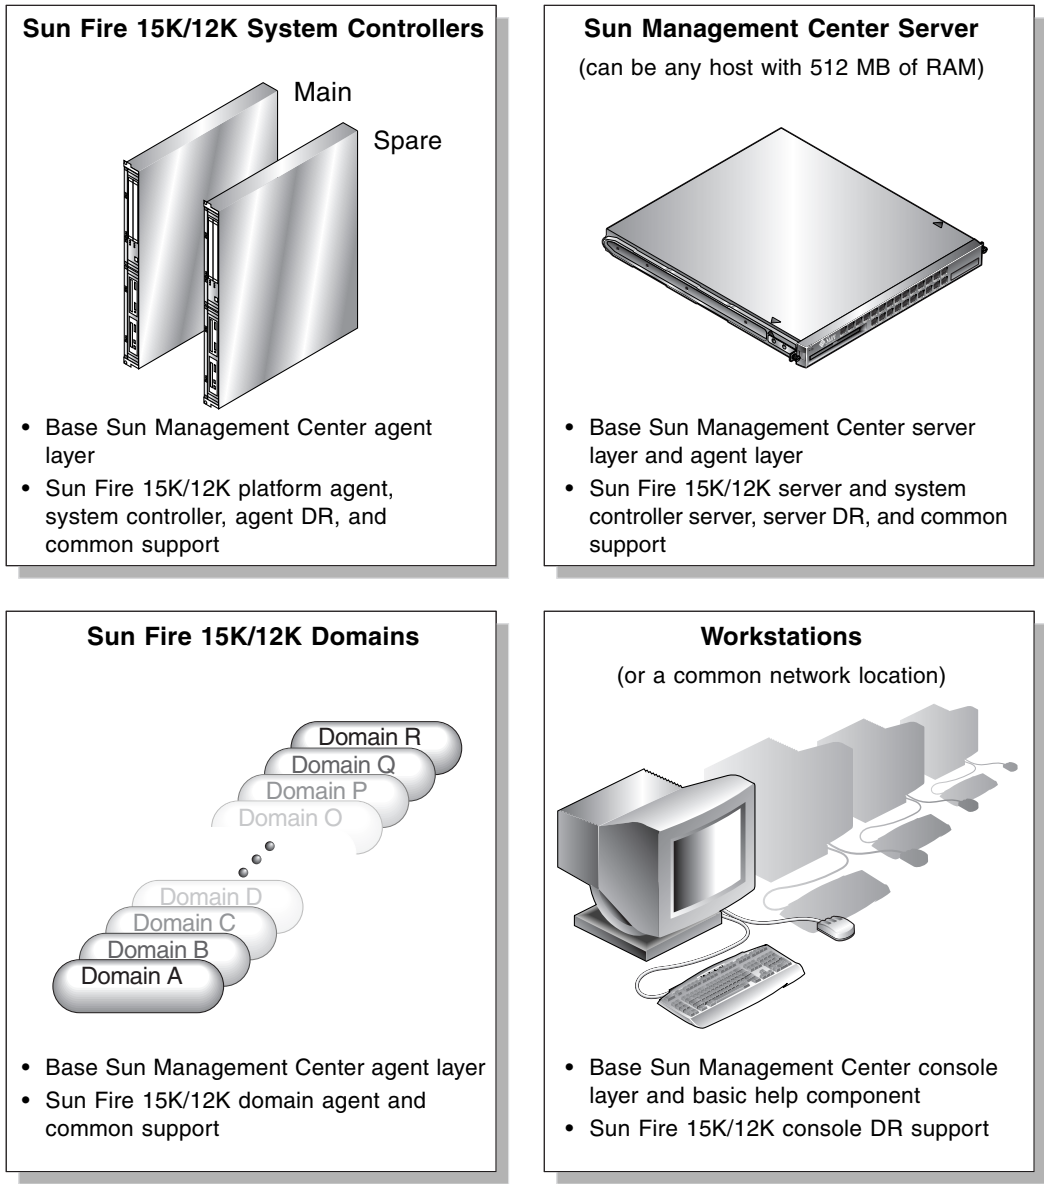 Sun Fire 15K/12K System Controllers
Main
Spare
• Base Sun Management Center agent
layer
• Sun Fire 15K/12K platform agent,
system controller, agent DR, and
common support
Sun Management Center Server
(can be any host with 512 MB of RAM)
• Base Sun Management Center server
layer and agent layer
• Sun Fire 15K/12K server and system
controller server, server DR, and common
support
Sun Fire 15K/12K Domains
Domain R
Domain Q
Domain P
Domain O
Domain D
Domain C
Domain B
Domain A
• Base Sun Management Center agent layer
• Sun Fire 15K/12K domain agent and
common support
Workstations
(or a common network location)
• Base Sun Management Center console
layer and basic help component
• Sun Fire 15K/12K console DR support